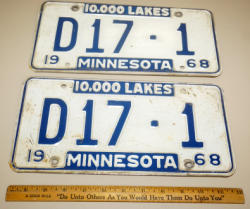 10,000 LAKES
D17·1
19 MINNESOTA 68
10,000 LAKES
D17·1
19 MINNESOTA 68
"Do Unto Others As You Would Have Them Do Unto You"